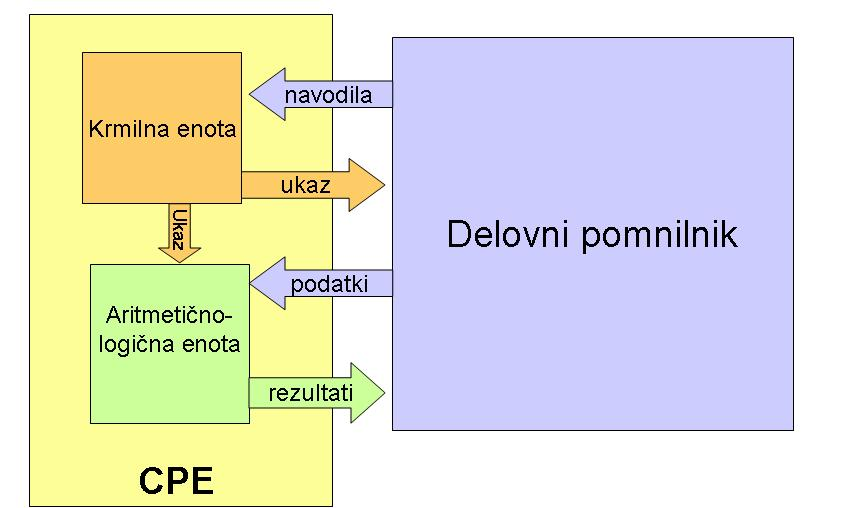 navodila
Krmilna enota
ukaz
Ukaz
Delovni pomnilnik
podatki
Aritmetično-
logična enota
rezultati
CPE